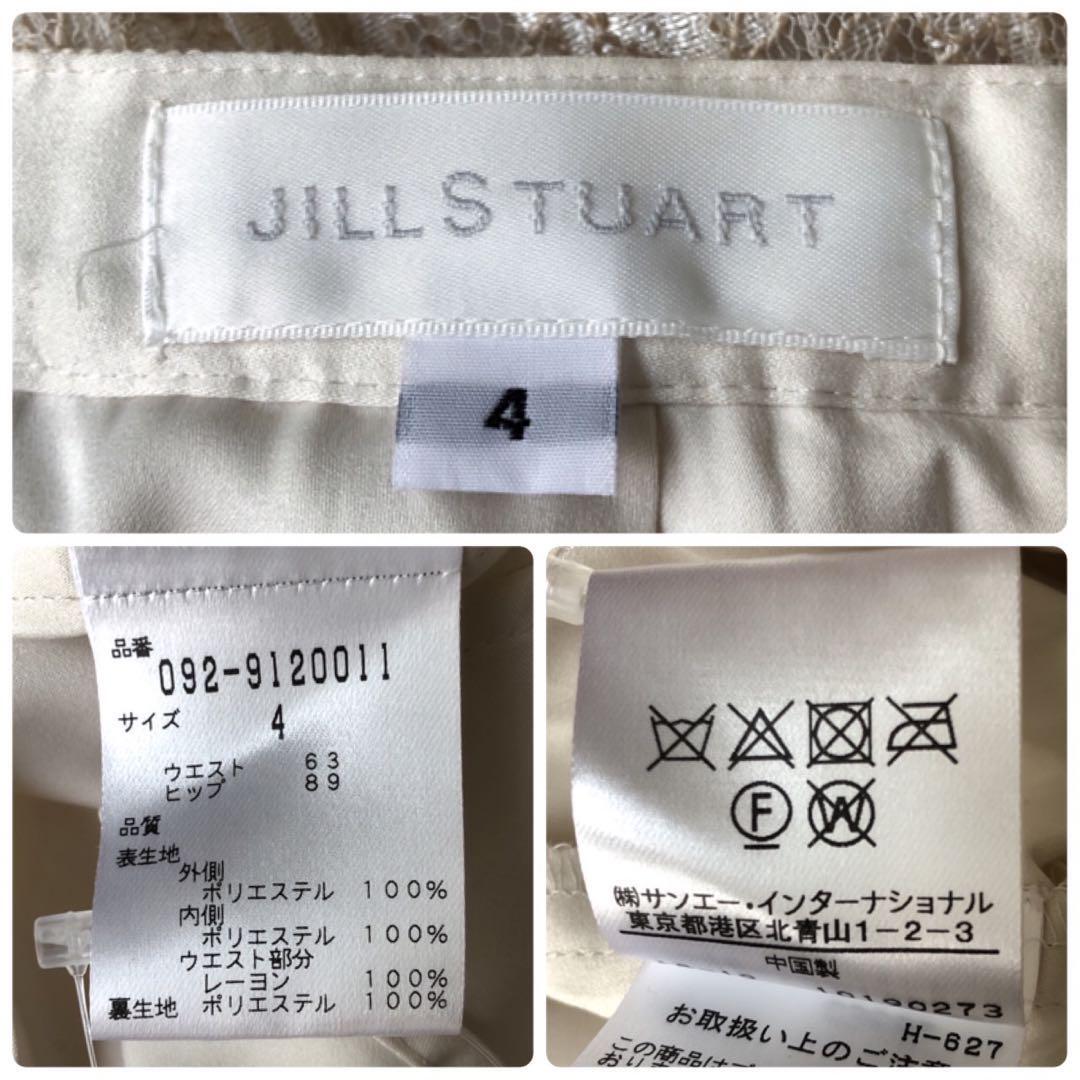 JILLSTUART
4
品番
092-9120011
サイズ 4
ウエスト 63
ヒップ 89
品質
表生地
外側
ポリエステル 100%
内側
ポリエステル 100%
ウエスト部分
レーヨン 100%
裏生地 ポリエステル 100%
F
W
㈱サンエー・インターナショナル
東京都港区北青山1-2-3
中国製
H-627
お取扱い上のご注意
この商品は